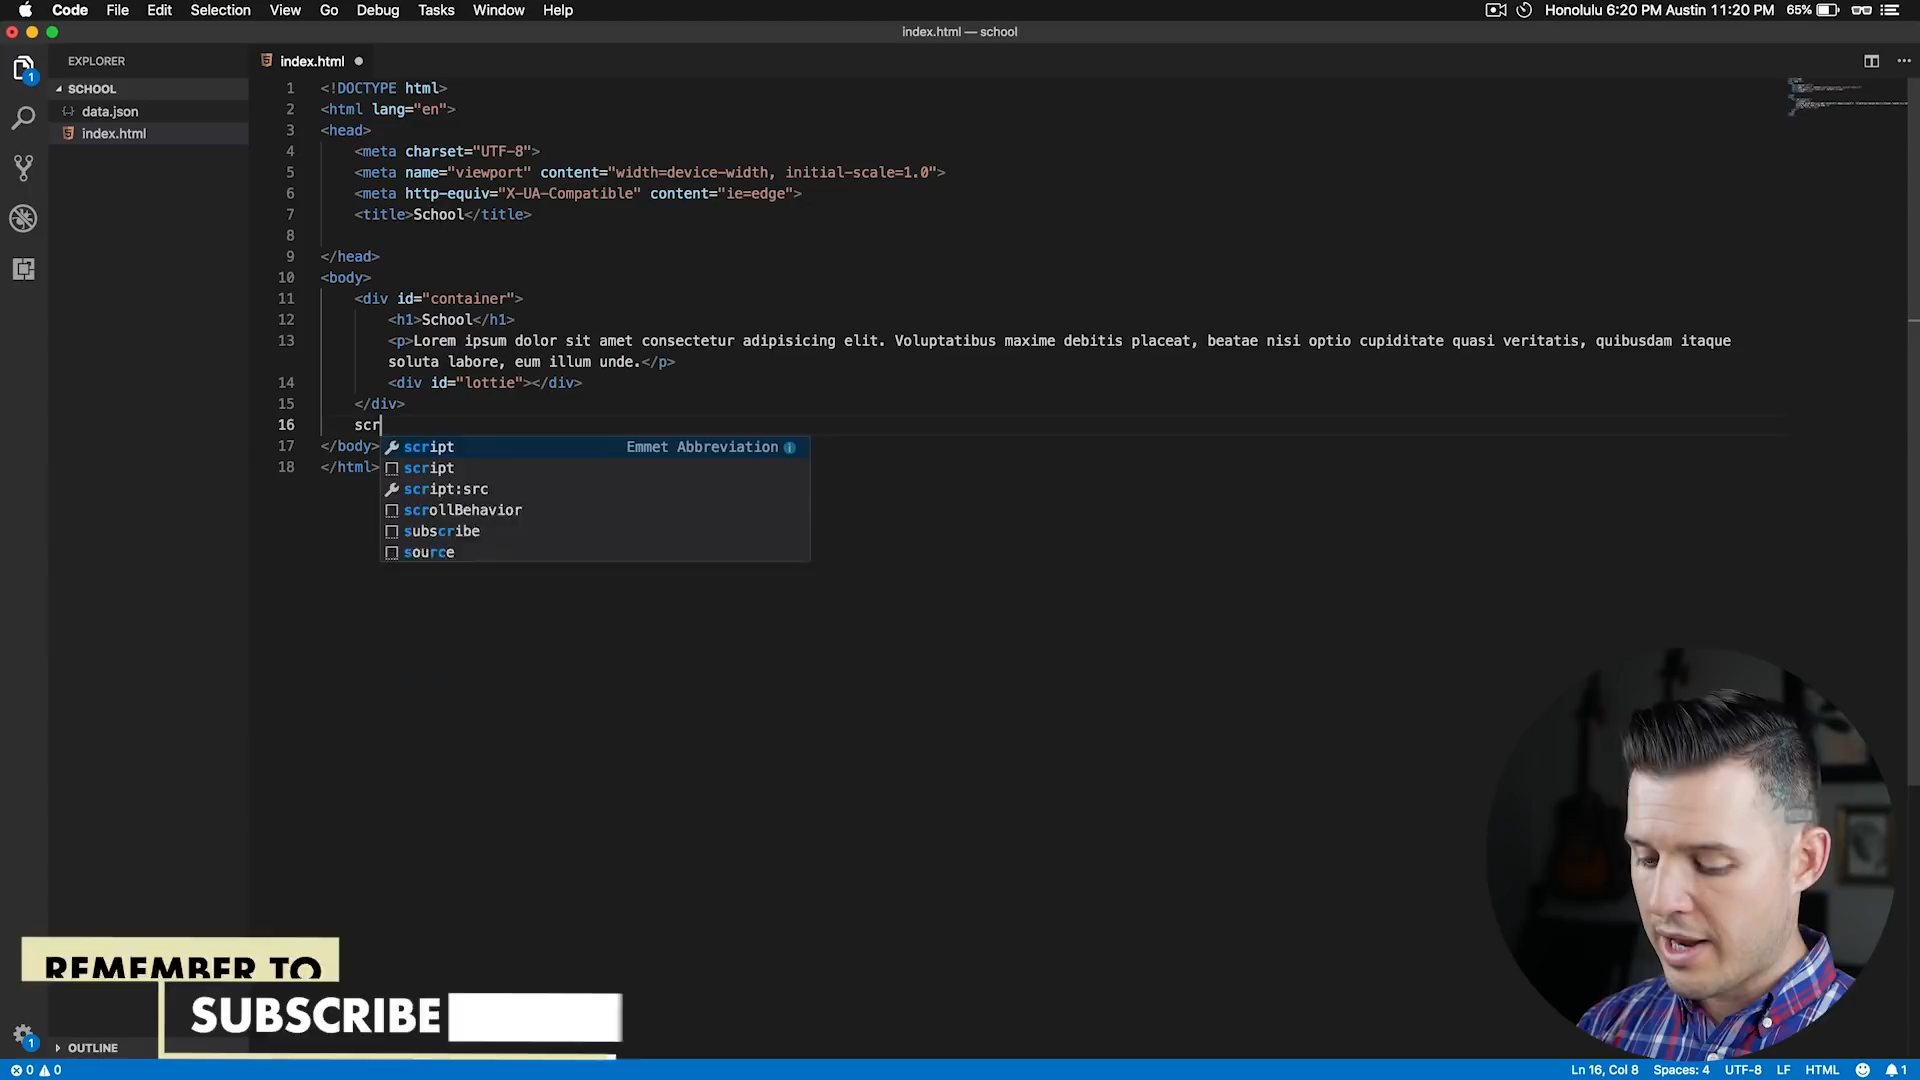 Code File Edit Selection View Go Debug Tasks Window Help Honolulu 6:20 PM Austin 11:20 PM 65%
index.html — school
EXPLORER
index.html
SCHOOL
data.json
index.html
1 <!DOCTYPE html>
2 <html lang="en">
3 <head>
4 <meta charset="UTF-8">
5 <meta name="viewport" content="width=device-width, initial-scale=1.0">
6 <meta http-equiv="X-UA-Compatible" content="ie=edge">
7 <title>School</title>
8
9 </head>
10 <body>
11 <div id="container">
12 <h1>School</h1>
13 <p>Lorem ipsum dolor sit amet consectetur adipisicing elit. Voluptatibus maxime debitis placeat, beatae nisi optio cupiditate quasi veritatis, quibusdam itaque
soluta labore, eum illum unde.</p>
14 <div id="lottie"></div>
15 </div>
16 scr
17 </body>
18 </html>
script Emmet Abbreviation
script
script:src
scrollBehavior
subscribe
source
1
REMEMBER TO
SUBSCRIBE
1
OUTLINE
0 0 Ln 16, Col 8 Spaces: 4 UTF-8 LF HTML 1